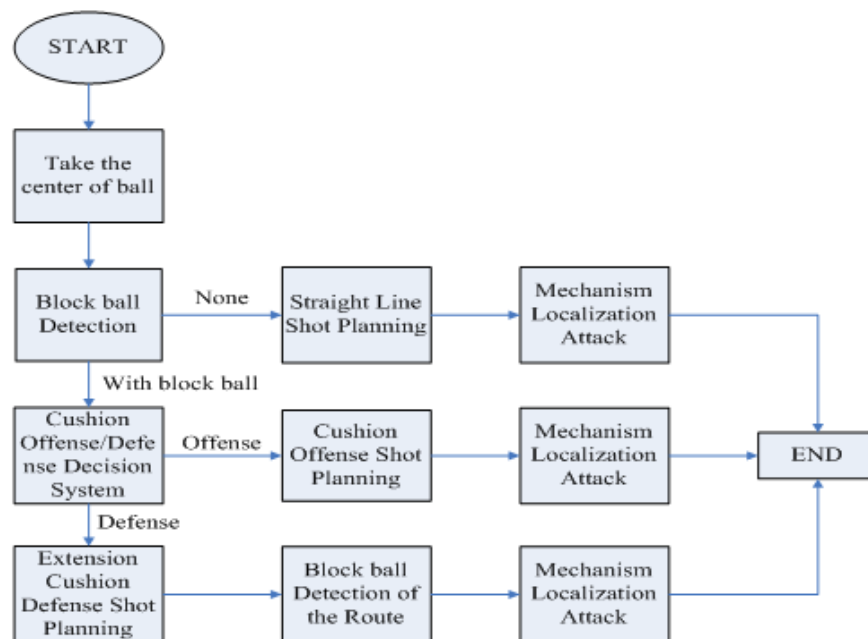 START
Take the
center of ball
Block ball
Detection
None
Straight Line
Shot Planning
Mechanism
Localization
Attack
With block ball
Cushion
Offense/Defe
nse Decision
System
Offense
Cushion
Offense Shot
Planning
Mechanism
Localization
Attack
END
Defense
Extension
Cushion
Defense Shot
Planning
Block ball
Detection of
the Route
Mechanism
Localization
Attack